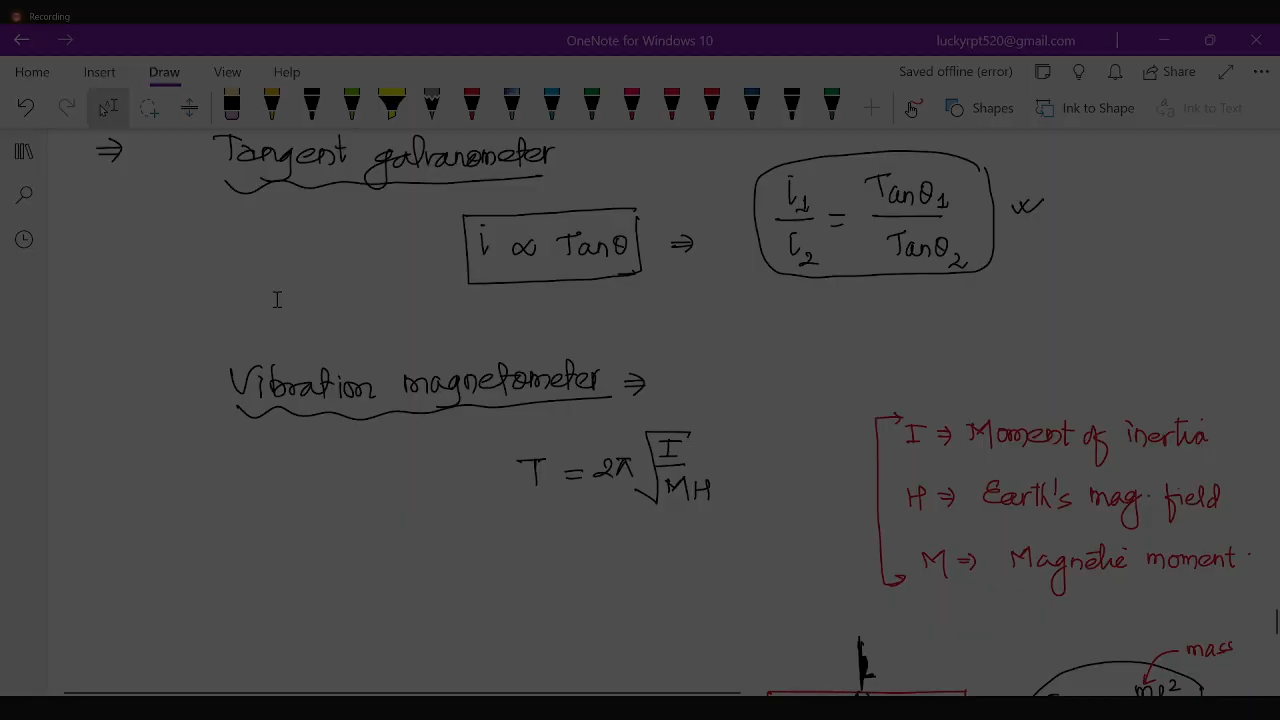 Recording
OneNote for Windows 10
luckyrpt520@gmail.com
Home Insert Draw View Help
Saved offline (error)
Share
Shapes
Ink to Shape
Ink to Text
⇒ Tangent galvanometer
i ∝ Tanθ ⇒ i₁/i₂ = Tanθ₁/Tanθ₂
Vibration magnetometer ⇒
T = 2π √(I/MH)
I ⇒ Moment of inertia
H ⇒ Earth's mag. field
M ⇒ Magnetic moment.
mass